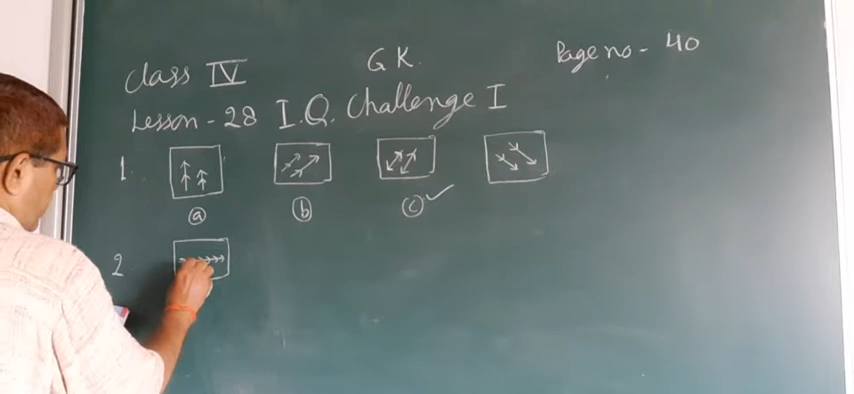 Class IV G K. Page no - 40
Lesson - 28 I.Q. Challenge I
1.
a b c ✓
2